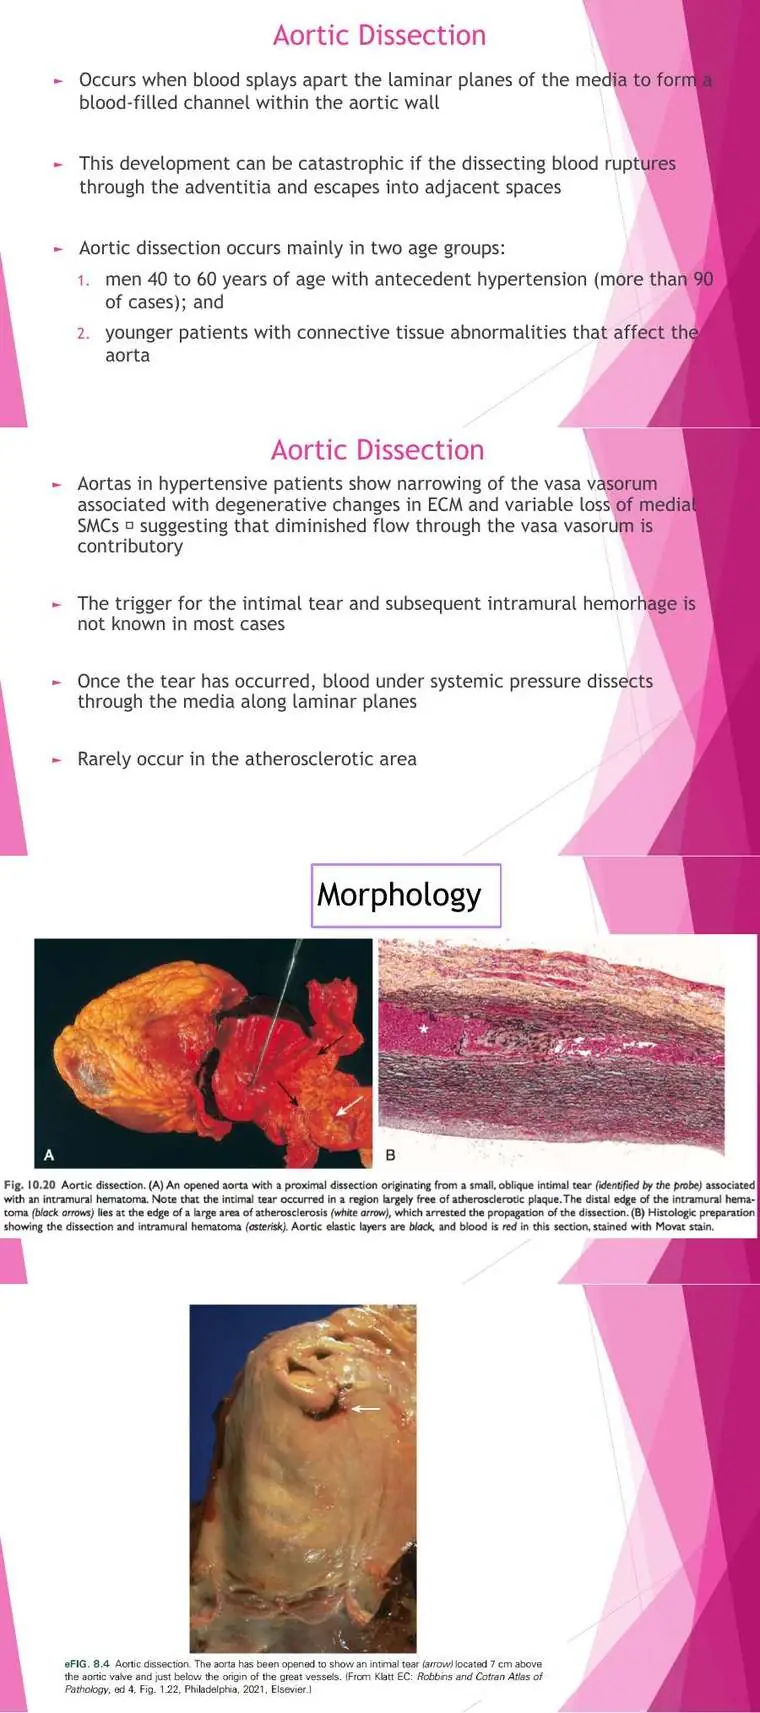 Aortic Dissection
► Occurs when blood splays apart the laminar planes of the media to form a
blood-filled channel within the aortic wall
► This development can be catastrophic if the dissecting blood ruptures
through the adventitia and escapes into adjacent spaces
► Aortic dissection occurs mainly in two age groups:
1. men 40 to 60 years of age with antecedent hypertension (more than 90
of cases); and
2. younger patients with connective tissue abnormalities that affect the
aorta
Aortic Dissection
► Aortas in hypertensive patients show narrowing of the vasa vasorum
associated with degenerative changes in ECM and variable loss of medial
SMCs □ suggesting that diminished flow through the vasa vasorum is
contributory
► The trigger for the intimal tear and subsequent intramural hemorhage is
not known in most cases
► Once the tear has occurred, blood under systemic pressure dissects
through the media along laminar planes
► Rarely occur in the atherosclerotic area
Morphology
A
B
Fig. 10.20 Aortic dissection. (A) An opened aorta with a proximal dissection originating from a small, oblique intimal tear (identified by the probe) associated
with an intramural hematoma. Note that the intimal tear occurred in a region largely free of atherosclerotic plaque. The distal edge of the intramural hema-
toma (black arrows) lies at the edge of a large area of atherosclerosis (white arrow), which arrested the propagation of the dissection. (B) Histologic preparation
showing the dissection and intramural hematoma (asterisk). Aortic elastic layers are black, and blood is red in this section, stained with Movat stain.
eFIG. 8.4 Aortic dissection. The aorta has been opened to show an intimal tear (arrow) located 7 cm above
the aortic valve and just below the origin of the great vessels. (From Klatt EC: Robbins and Cotran Atlas of
Pathology, ed 4, Fig. 1.22, Philadelphia, 2021, Elsevier.)